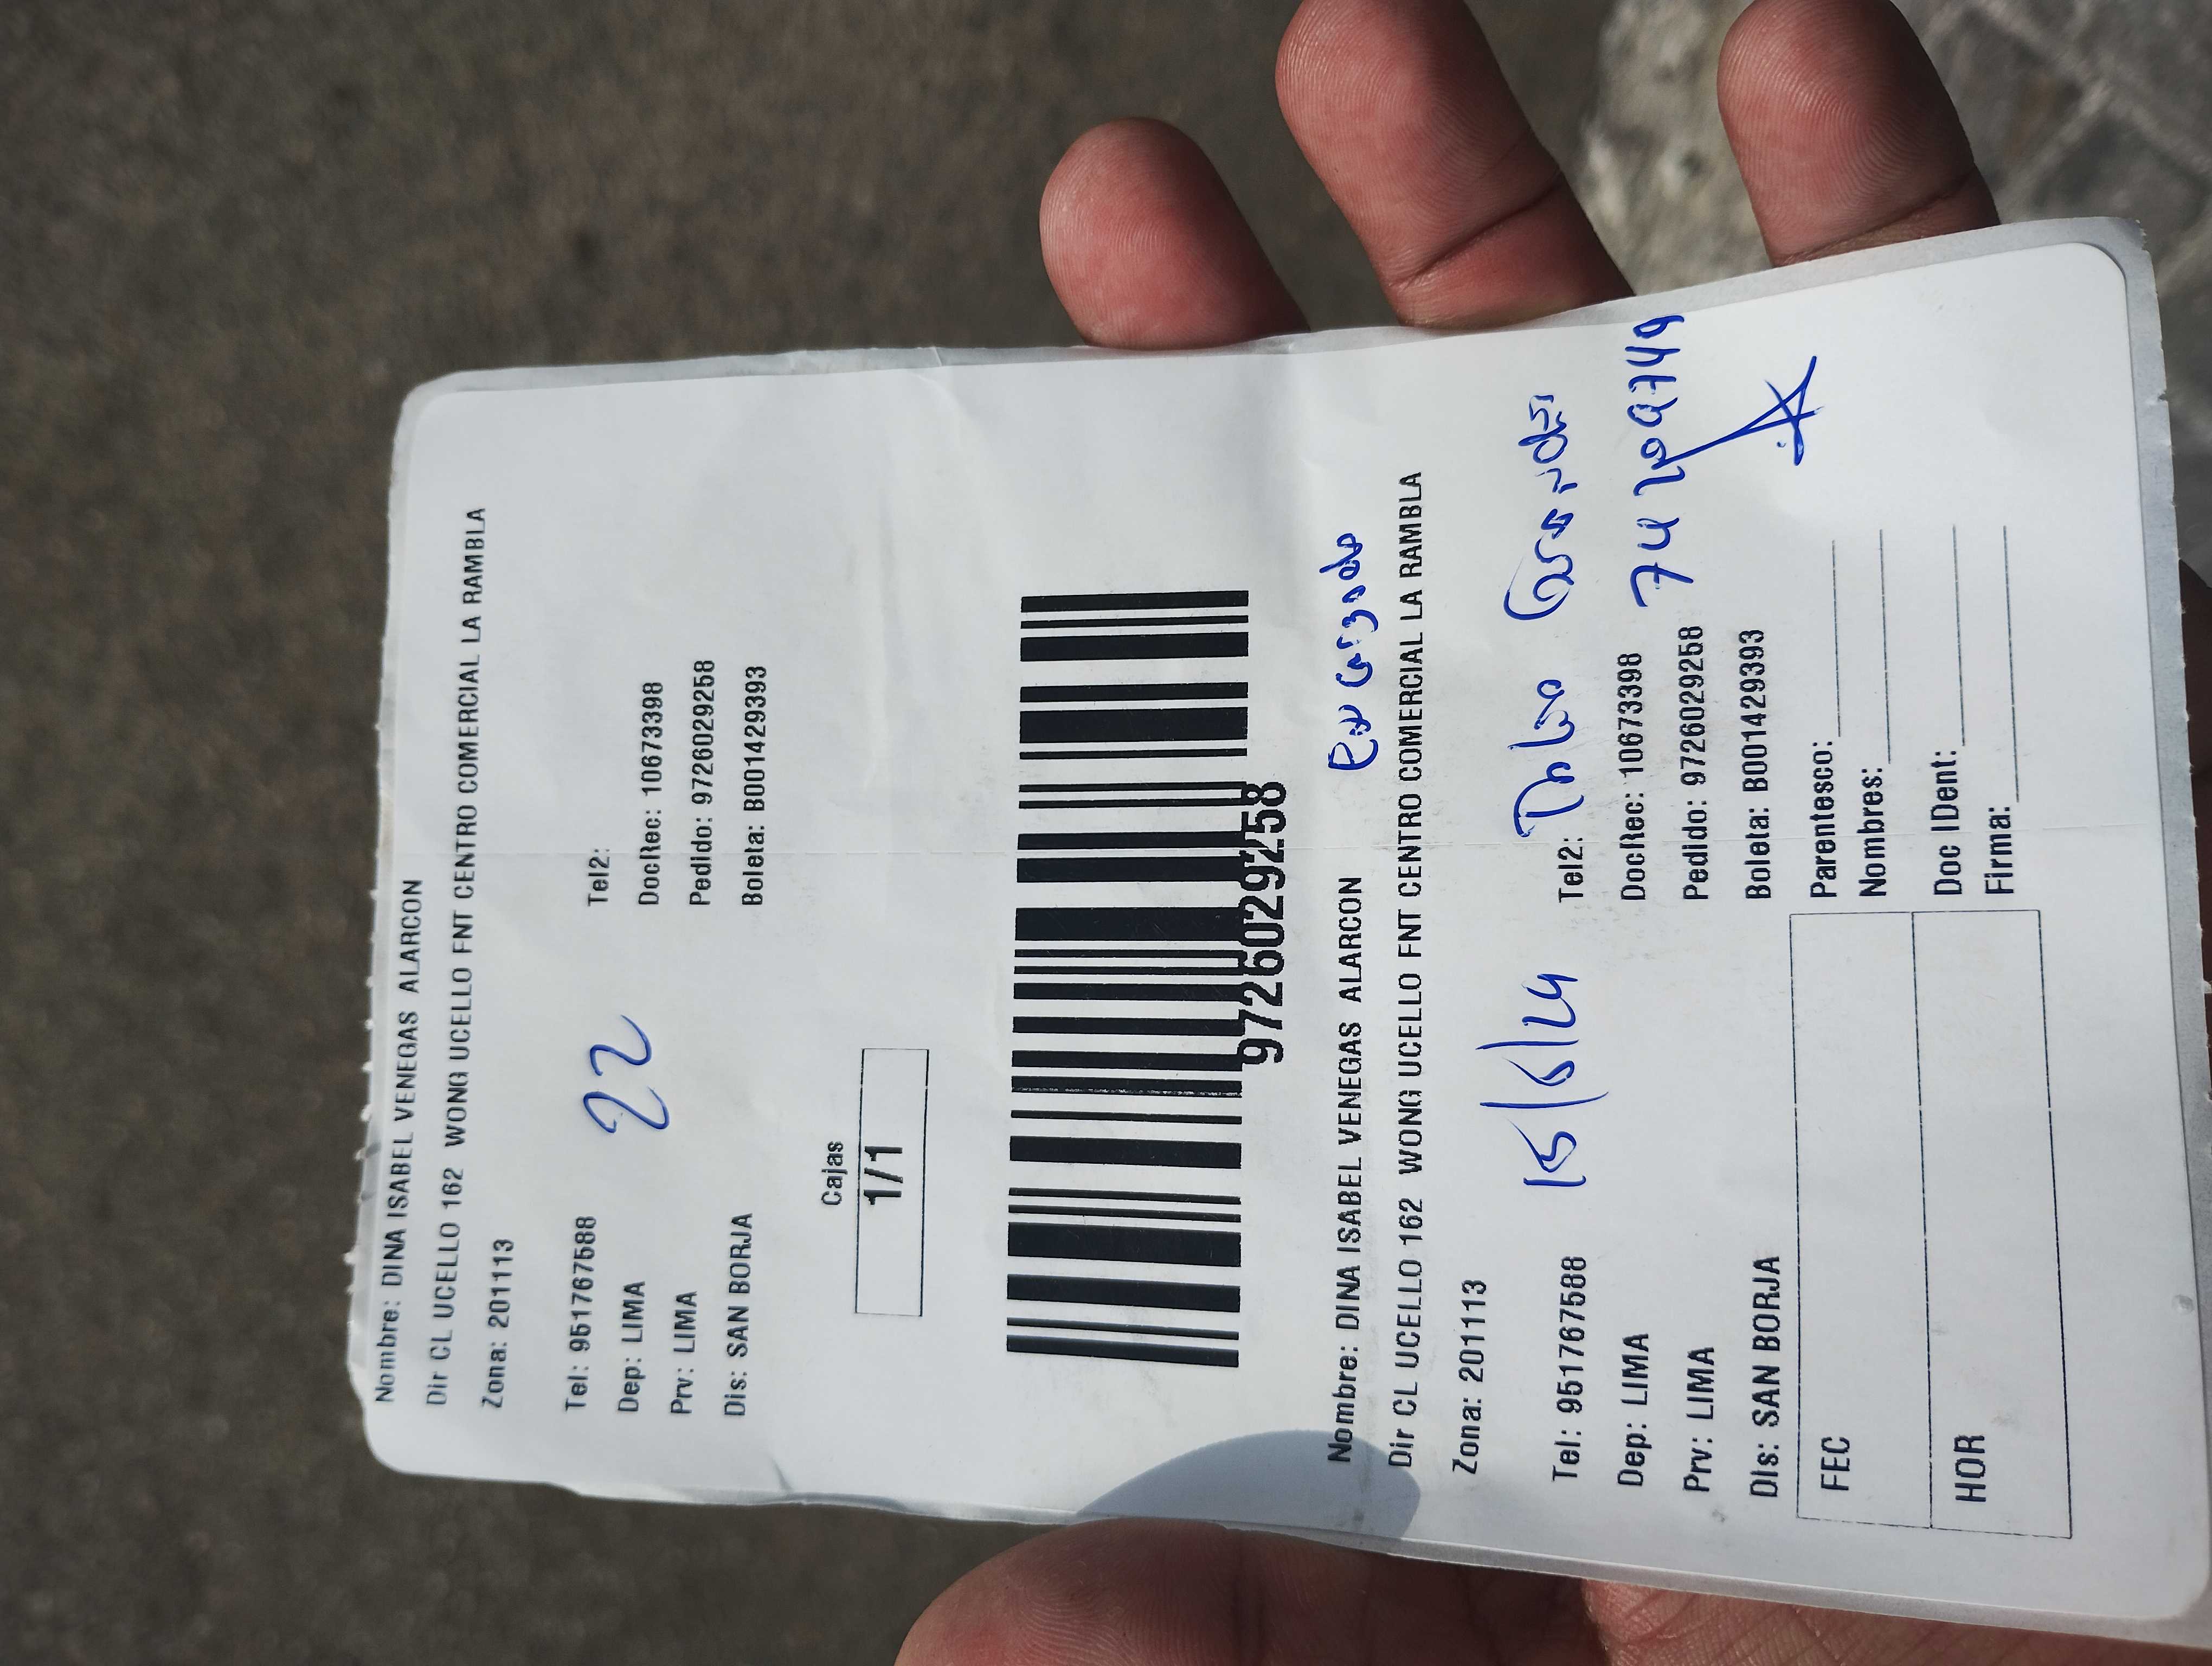 Nombre: DINA ISABEL VENEGAS ALARCON
Dir CL UCELLO 162 WONG UCELLO FNT CENTRO COMERCIAL LA RAMBLA
Zona: 201113
Tel: 951767588 Tel2:
Dep: LIMA 22 DocRec: 10673398
Prv: LIMA Pedido: 9726029258
Dis: SAN BORJA Boleta: B001429393
Cajas
1/1
9726029258
Nombre: DINA ISABEL VENEGAS ALARCON
Dir CL UCELLO 162 WONG UCELLO FNT CENTRO COMERCIAL LA RAMBLA
Zona: 201113
15/6/24
Tel: 951767588 Tel2:
Dep: LIMA DocRec: 10673398
74209749
Prv: LIMA Pedido: 9726029258
Dis: SAN BORJA Boleta: B001429393
FEC Parentesco:
Nombres:
HOR Doc IDent:
Firma: